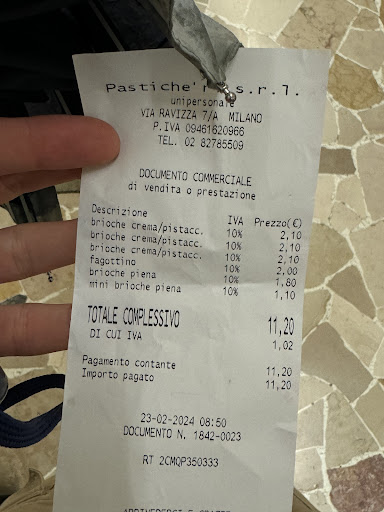 s.r.l.
unipersonale
VIA RAVIZZA 7/A MILANO
P.IVA 09461620966
TEL. 02 82785509
DOCUMENTO COMMERCIALE
di vendita o prestazione
Descrizione IVA Prezzo(€)
brioche crema/pistacc. 10% 2,10
brioche crema/pistacc. 10% 2,10
brioche crema/pistacc. 10% 2,10
fagottino 10% 2,00
brioche piena 10% 1,80
mini brioche piena 10% 1,10
TOTALE COMPLESSIVO 11,20
DI CUI IVA 1,02
Pagamento contante 11,20
Importo pagato 11,20
23-02-2024 08:50
DOCUMENTO N. 1842-0023
RT 2CMQP350333